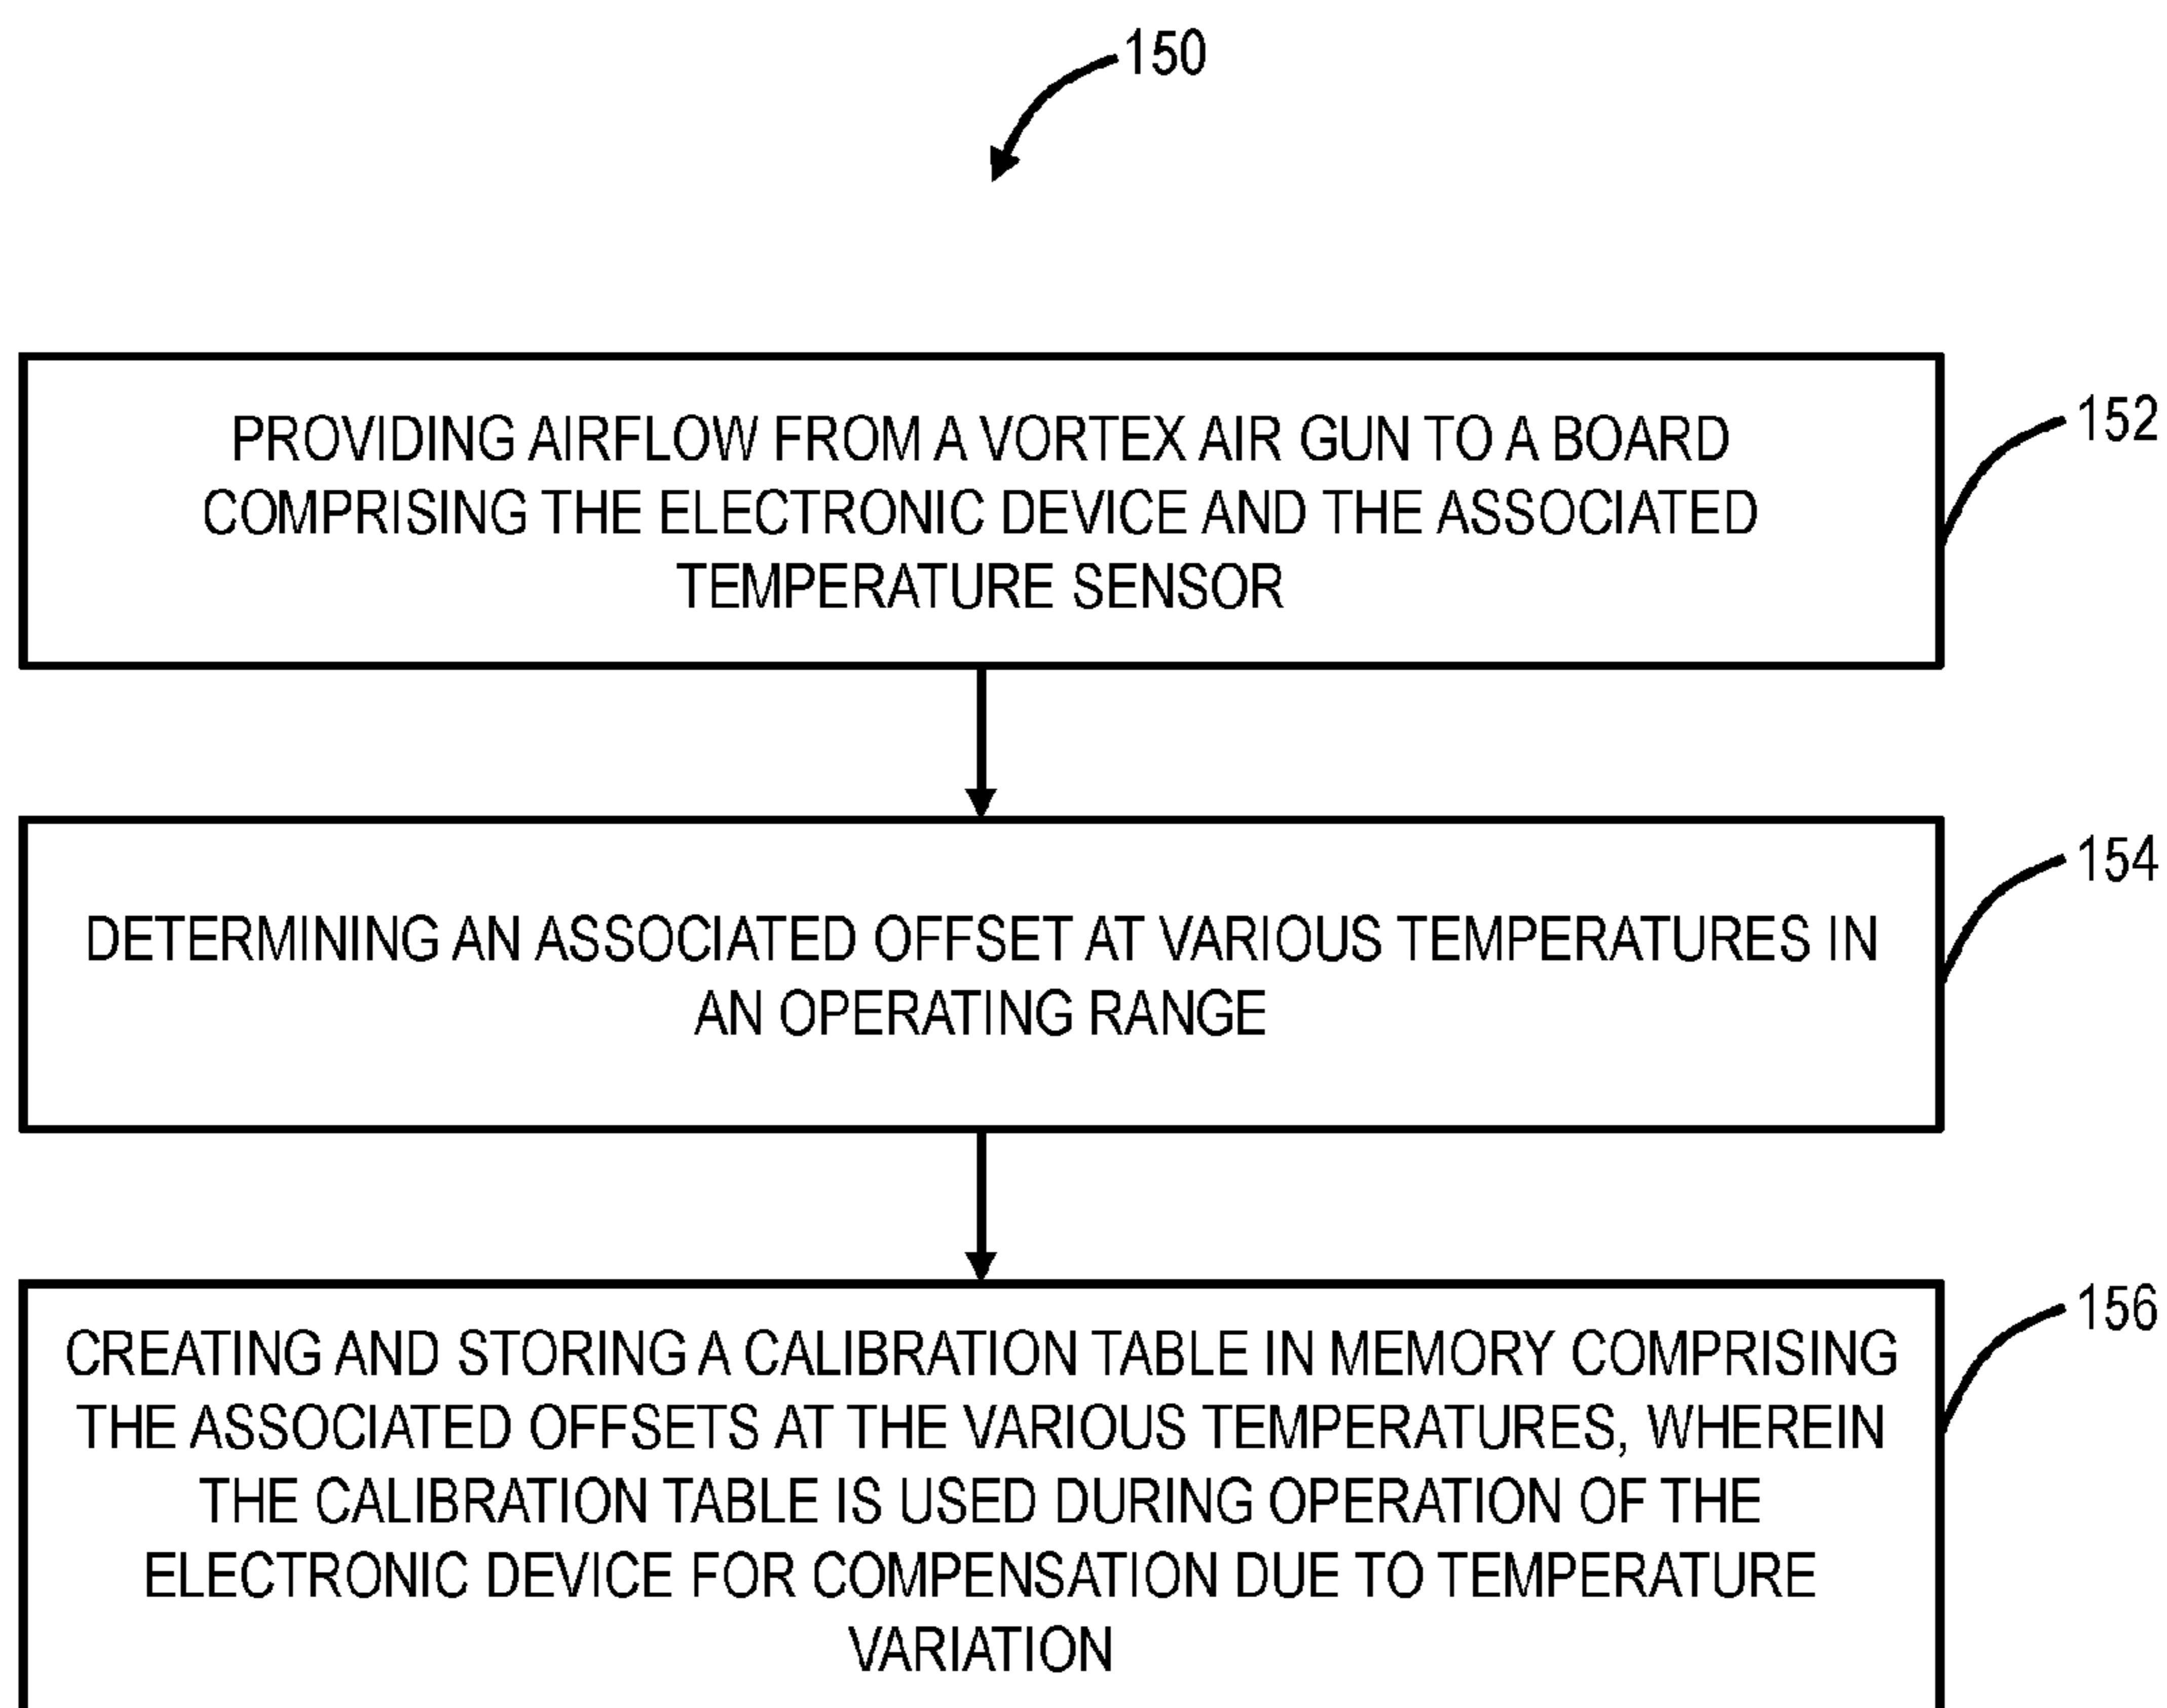 150
PROVIDING AIRFLOW FROM A VORTEX AIR GUN TO A BOARD
COMPRISING THE ELECTRONIC DEVICE AND THE ASSOCIATED
TEMPERATURE SENSOR
152
DETERMINING AN ASSOCIATED OFFSET AT VARIOUS TEMPERATURES IN
AN OPERATING RANGE
154
CREATING AND STORING A CALIBRATION TABLE IN MEMORY COMPRISING
THE ASSOCIATED OFFSETS AT THE VARIOUS TEMPERATURES, WHEREIN
THE CALIBRATION TABLE IS USED DURING OPERATION OF THE
ELECTRONIC DEVICE FOR COMPENSATION DUE TO TEMPERATURE
VARIATION
156